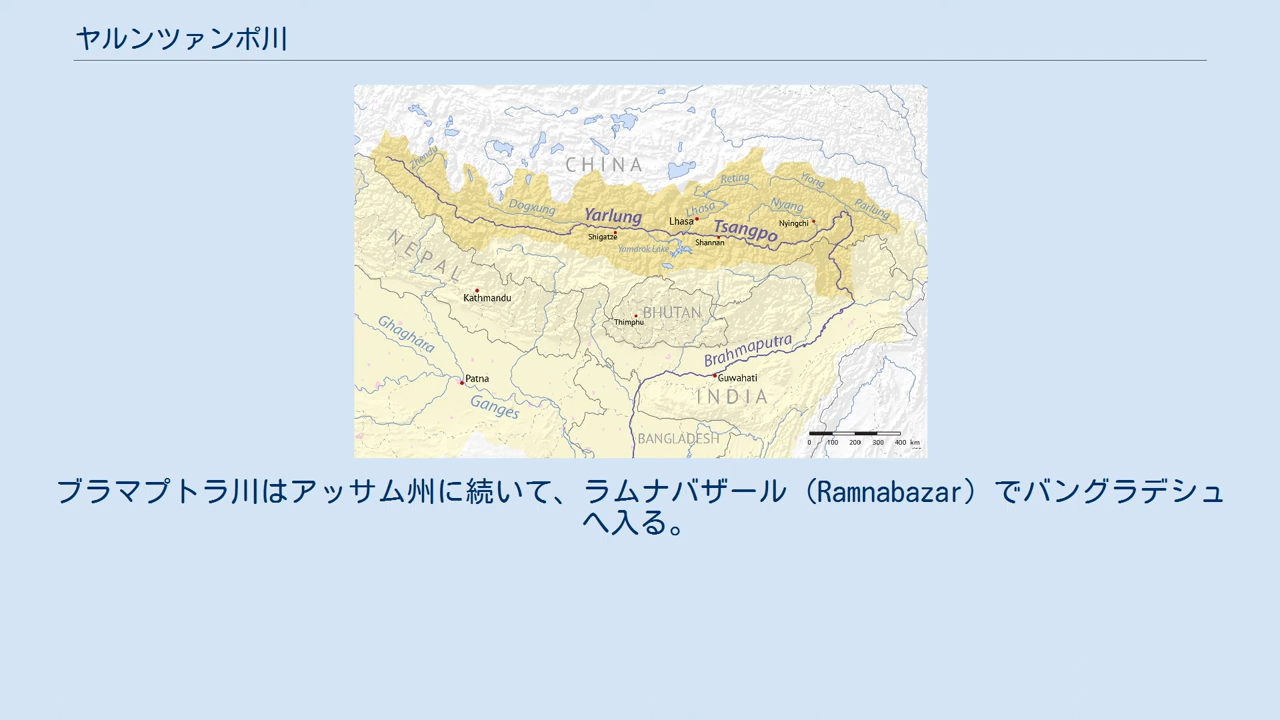 ヤルンツァンポ川
CHINA
Zhendu
Reting
Yiong
Dogxung
Yarlung
Lhasa
Lhasa
Nyang
Parlung
Nyingchi
Tsangpo
Shigatze
Shannan
Yamdrok Lake
NEPAL
Kathmandu
BHUTAN
Thimphu
Ghaghara
Brahmaputra
Patna
Guwahati
Ganges
INDIA
BANGLADESH
0 100 200 300 400 km
ブラマプトラ川はアッサム州に続いて、ラムナバザール（Ramnabazar）でバングラデシュ
へ入る。